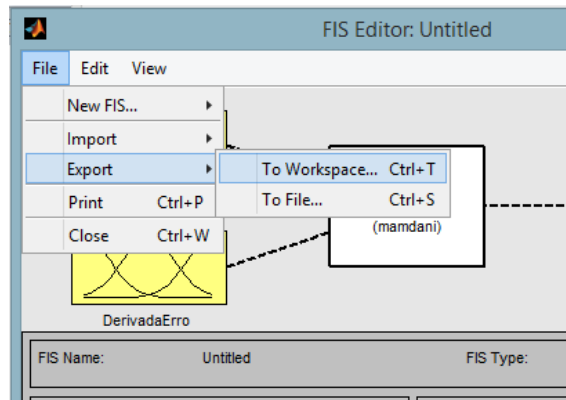 FIS Editor: Untitled
File Edit View
New FIS...
Import
Export
To Workspace... Ctrl+T
Print Ctrl+P
To File... Ctrl+S
Close Ctrl+W
(mamdani)
DerivadaErro
FIS Name: Untitled FIS Type: